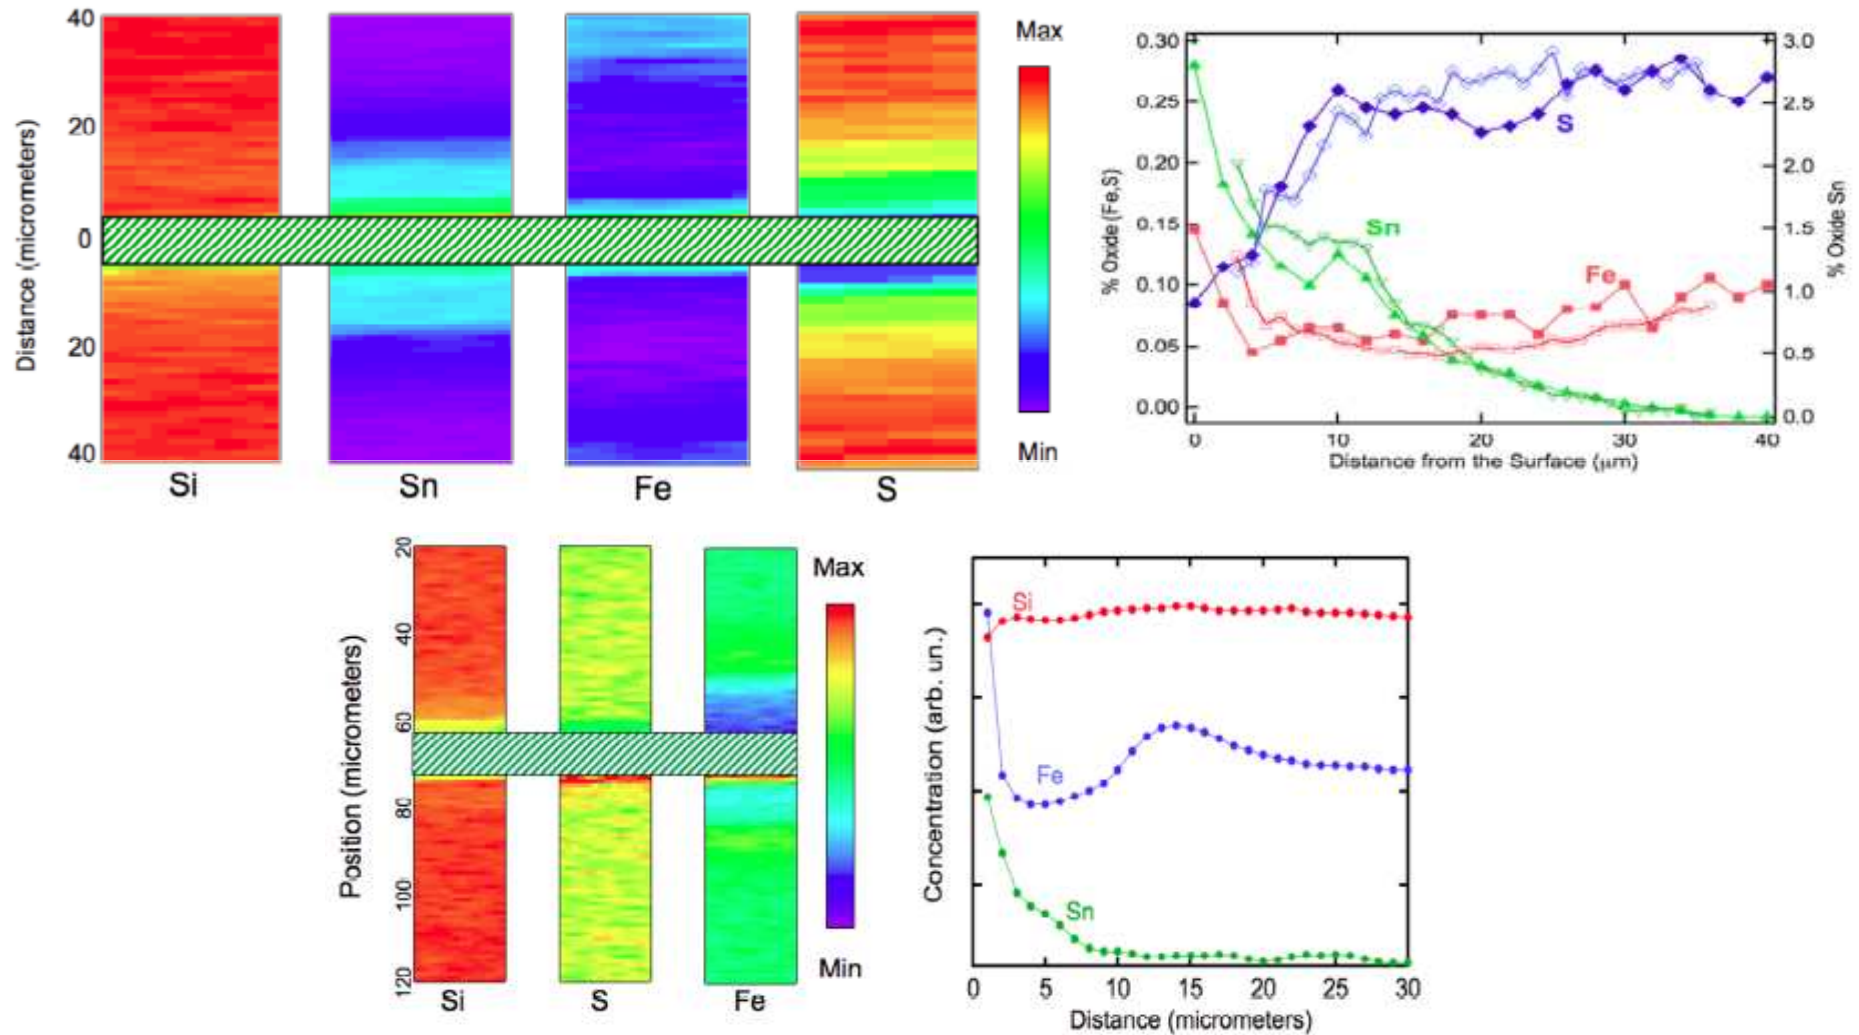 40
20
0
20
40
Distance (micrometers)
Si
Sn
Fe
S
Max
Min
0.30
0.25
0.20
0.15
0.10
0.05
0.00
% Oxide (Fe,S)
3.0
2.5
2.0
1.5
1.0
0.5
0.0
% Oxide Sn
S
Sn
Fe
0 10 20 30 40
Distance from the Surface (µm)
20
40
60
80
100
120
Position (micrometers)
Si
S
Fe
Max
Min
Concentration (arb. un.)
Si
Fe
Sn
0 5 10 15 20 25 30
Distance (micrometers)